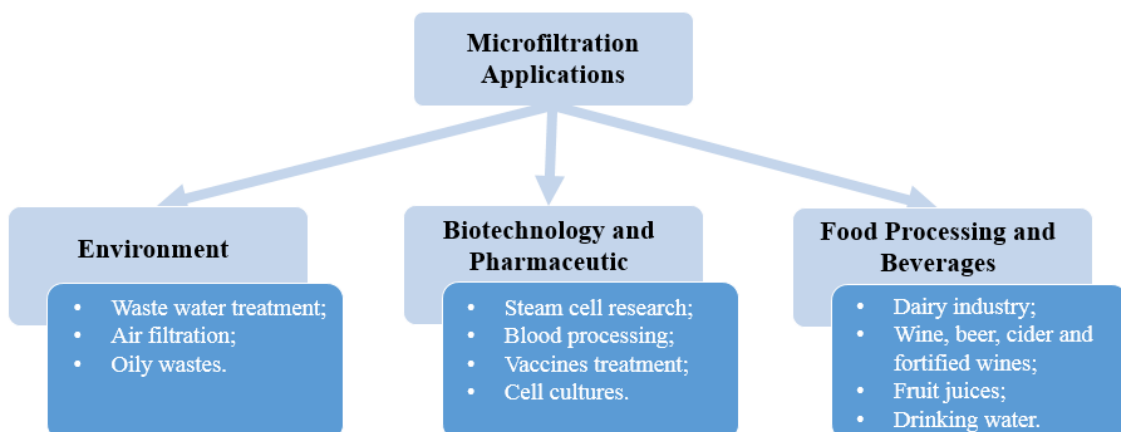 Microfiltration
Applications
Environment
• Waste water treatment;
• Air filtration;
• Oily wastes.
Biotechnology and
Pharmaceutic
• Steam cell research;
• Blood processing;
• Vaccines treatment;
• Cell cultures.
Food Processing and
Beverages
• Dairy industry;
• Wine, beer, cider and
fortified wines;
• Fruit juices;
• Drinking water.